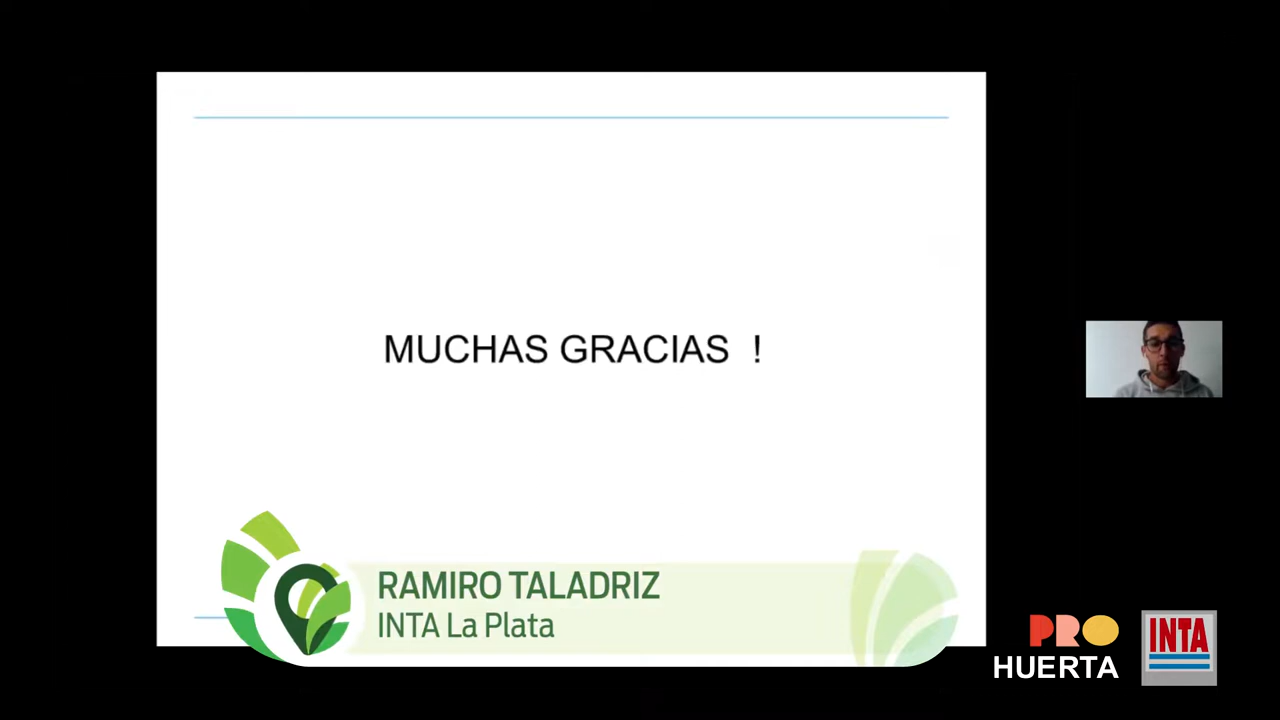 MUCHAS GRACIAS !
RAMIRO TALADRIZ
INTA La Plata
PRO
HUERTA
INTA